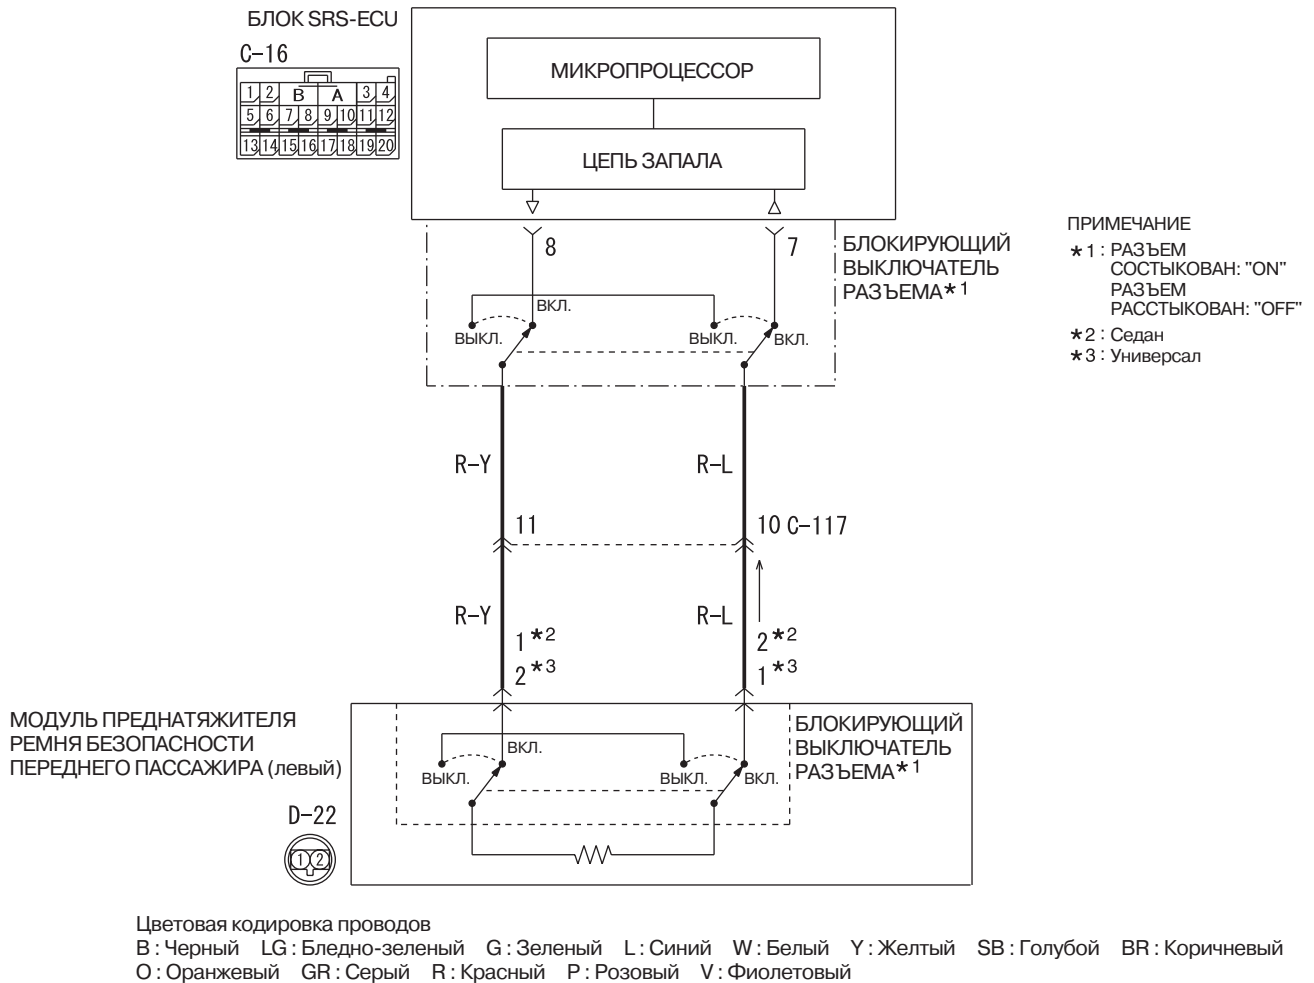 БЛОК SRS-ECU
C-16
1 2 B A 3 4
5 6 7 8 9 10 11 12
13 14 15 16 17 18 19 20
МИКРОПРОЦЕССОР
ЦЕПЬ ЗАПАЛА
8
7
БЛОКИРУЮЩИЙ
ВЫКЛЮЧАТЕЛЬ
РАЗЪЕМА★1
ВКЛ.
ВЫКЛ.
ВЫКЛ.
ВКЛ.
ПРИМЕЧАНИЕ
★1 : РАЗЪЕМ
СОСТЫКОВАН: "ON"
РАЗЪЕМ
РАССТЫКОВАН: "OFF"
★2 : Седан
★3 : Универсал
R-Y
R-L
11
10 C-117
R-Y
R-L
1★2
2★2
2★3
1★3
МОДУЛЬ ПРЕДНАТЯЖИТЕЛЯ
РЕМНЯ БЕЗОПАСНОСТИ
ПЕРЕДНЕГО ПАССАЖИРА (левый)
БЛОКИРУЮЩИЙ
ВЫКЛЮЧАТЕЛЬ
РАЗЪЕМА★1
ВКЛ.
ВЫКЛ.
ВЫКЛ.
ВКЛ.
D-22
1 2
Цветовая кодировка проводов
B : Черный LG : Бледно-зеленый G : Зеленый L : Синий W : Белый Y : Желтый SB : Голубой BR : Коричневый
O : Оранжевый GR : Серый R : Красный P : Розовый V : Фиолетовый